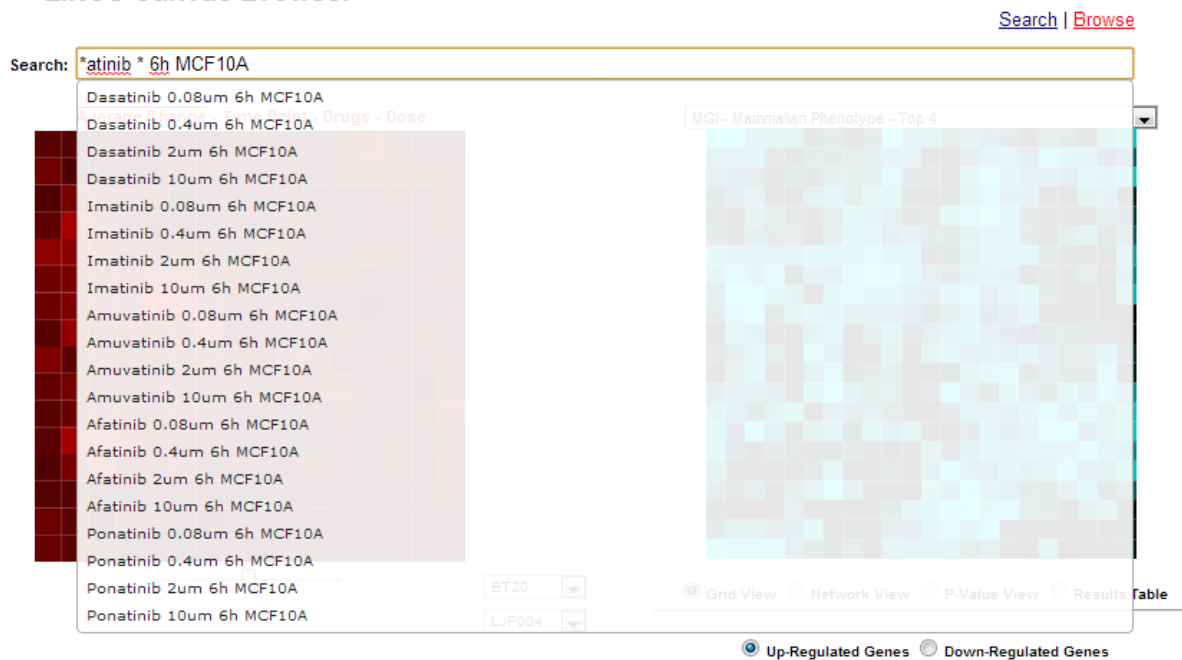 Search | Browse
Search: *atinib * 6h MCF10A
Dasatinib 0.08um 6h MCF10A
Average Change - Time Point - Drugs - Dose
MGI - Mammalian Phenotype - Top 4
Dasatinib 0.4um 6h MCF10A
Dasatinib 2um 6h MCF10A
Dasatinib 10um 6h MCF10A
Imatinib 0.08um 6h MCF10A
Imatinib 0.4um 6h MCF10A
Imatinib 2um 6h MCF10A
Imatinib 10um 6h MCF10A
Amuvatinib 0.08um 6h MCF10A
Amuvatinib 0.4um 6h MCF10A
Amuvatinib 2um 6h MCF10A
Amuvatinib 10um 6h MCF10A
Afatinib 0.08um 6h MCF10A
Afatinib 0.4um 6h MCF10A
Afatinib 2um 6h MCF10A
Afatinib 10um 6h MCF10A
Ponatinib 0.08um 6h MCF10A
Ponatinib 0.4um 6h MCF10A
Ponatinib 2um 6h MCF10A
BT20
Grid View Network View P-Value View Results Table
Ponatinib 10um 6h MCF10A
LJP004
Up-Regulated Genes Down-Regulated Genes